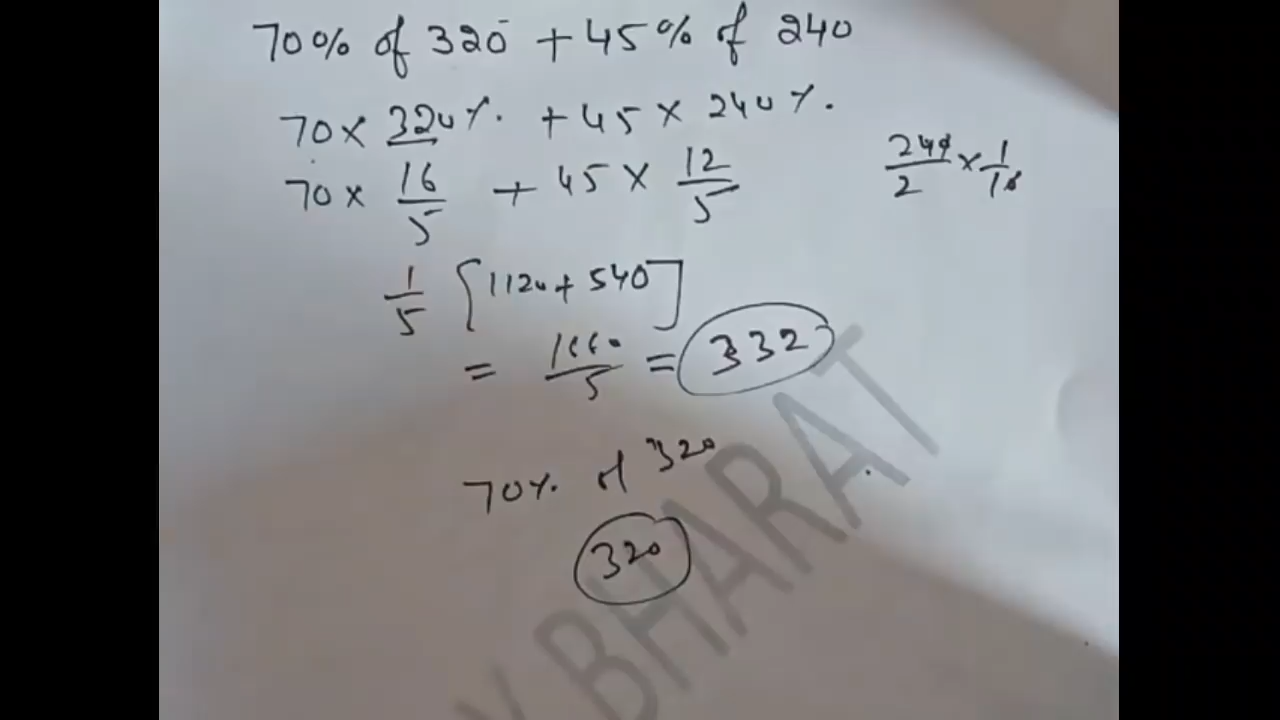 70% of 320 + 45% of 240
70 × 320% + 45 × 240%.
70 × 16/5 + 45 × 12/5
240/2 × 1/10
1/5 [1120 + 540]
= 1660/5 = 332
70% of 320
320
BHARAT